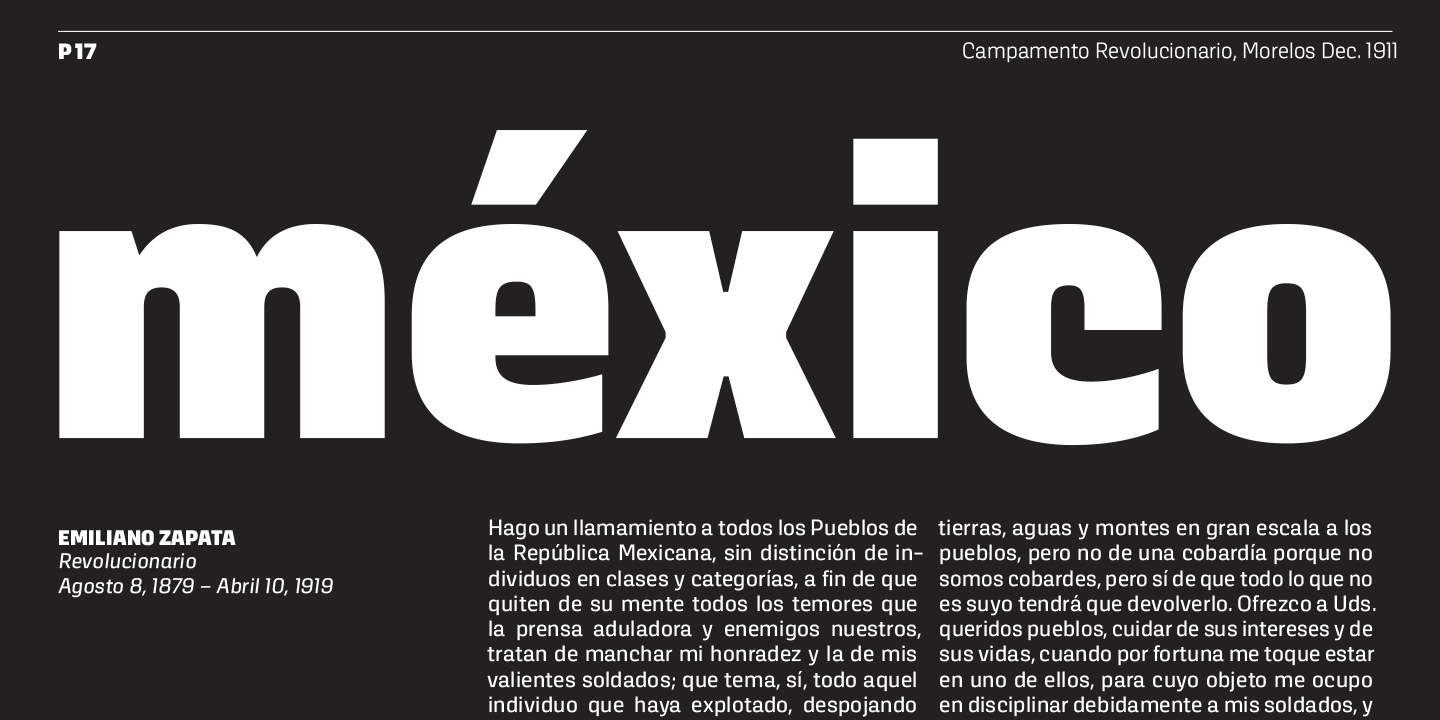 P17
Campamento Revolucionario, Morelos Dec. 1911
méxico
EMILIANO ZAPATA
Revolucionario
Agosto 8, 1879 – Abril 10, 1919
Hago un llamamiento a todos los Pueblos de
la República Mexicana, sin distinción de in-
dividuos en clases y categorías, a fin de que
quiten de su mente todos los temores que
la prensa aduladora y enemigos nuestros,
tratan de manchar mi honradez y la de mis
valientes soldados; que tema, sí, todo aquel
individuo que haya explotado, despojando
tierras, aguas y montes en gran escala a los
pueblos, pero no de una cobardía porque no
somos cobardes, pero sí de que todo lo que no
es suyo tendrá que devolverlo. Ofrezco a Uds.
queridos pueblos, cuidar de sus intereses y de
sus vidas, cuando por fortuna me toque estar
en uno de ellos, para cuyo objeto me ocupo
en disciplinar debidamente a mis soldados, y